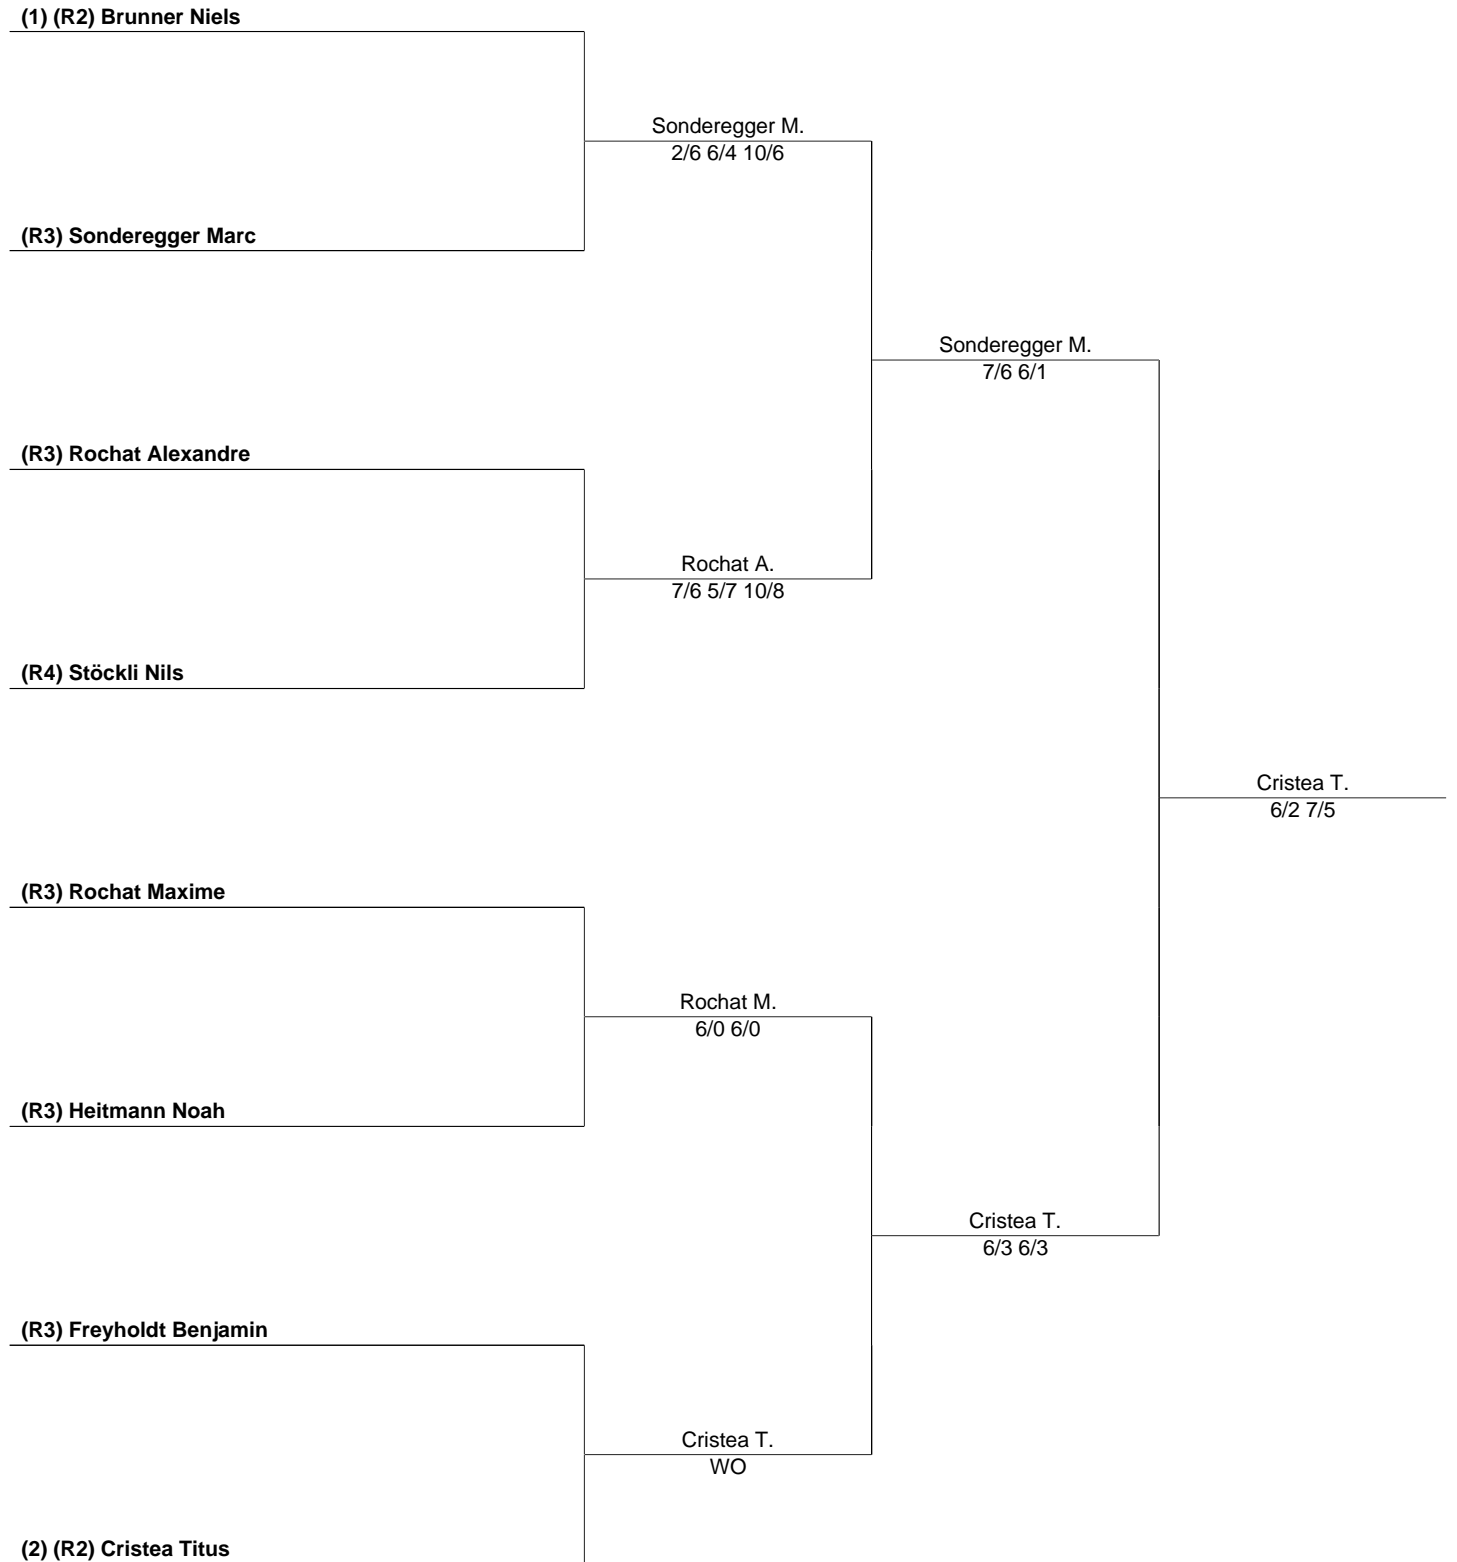 (1) (R2) Brunner Niels
Sonderegger M.
2/6 6/4 10/6
(R3) Sonderegger Marc
Sonderegger M.
7/6 6/1
(R3) Rochat Alexandre
Rochat A.
7/6 5/7 10/8
(R4) Stöckli Nils
Cristea T.
6/2 7/5
(R3) Rochat Maxime
Rochat M.
6/0 6/0
(R3) Heitmann Noah
Cristea T.
6/3 6/3
(R3) Freyholdt Benjamin
Cristea T.
WO
(2) (R2) Cristea Titus